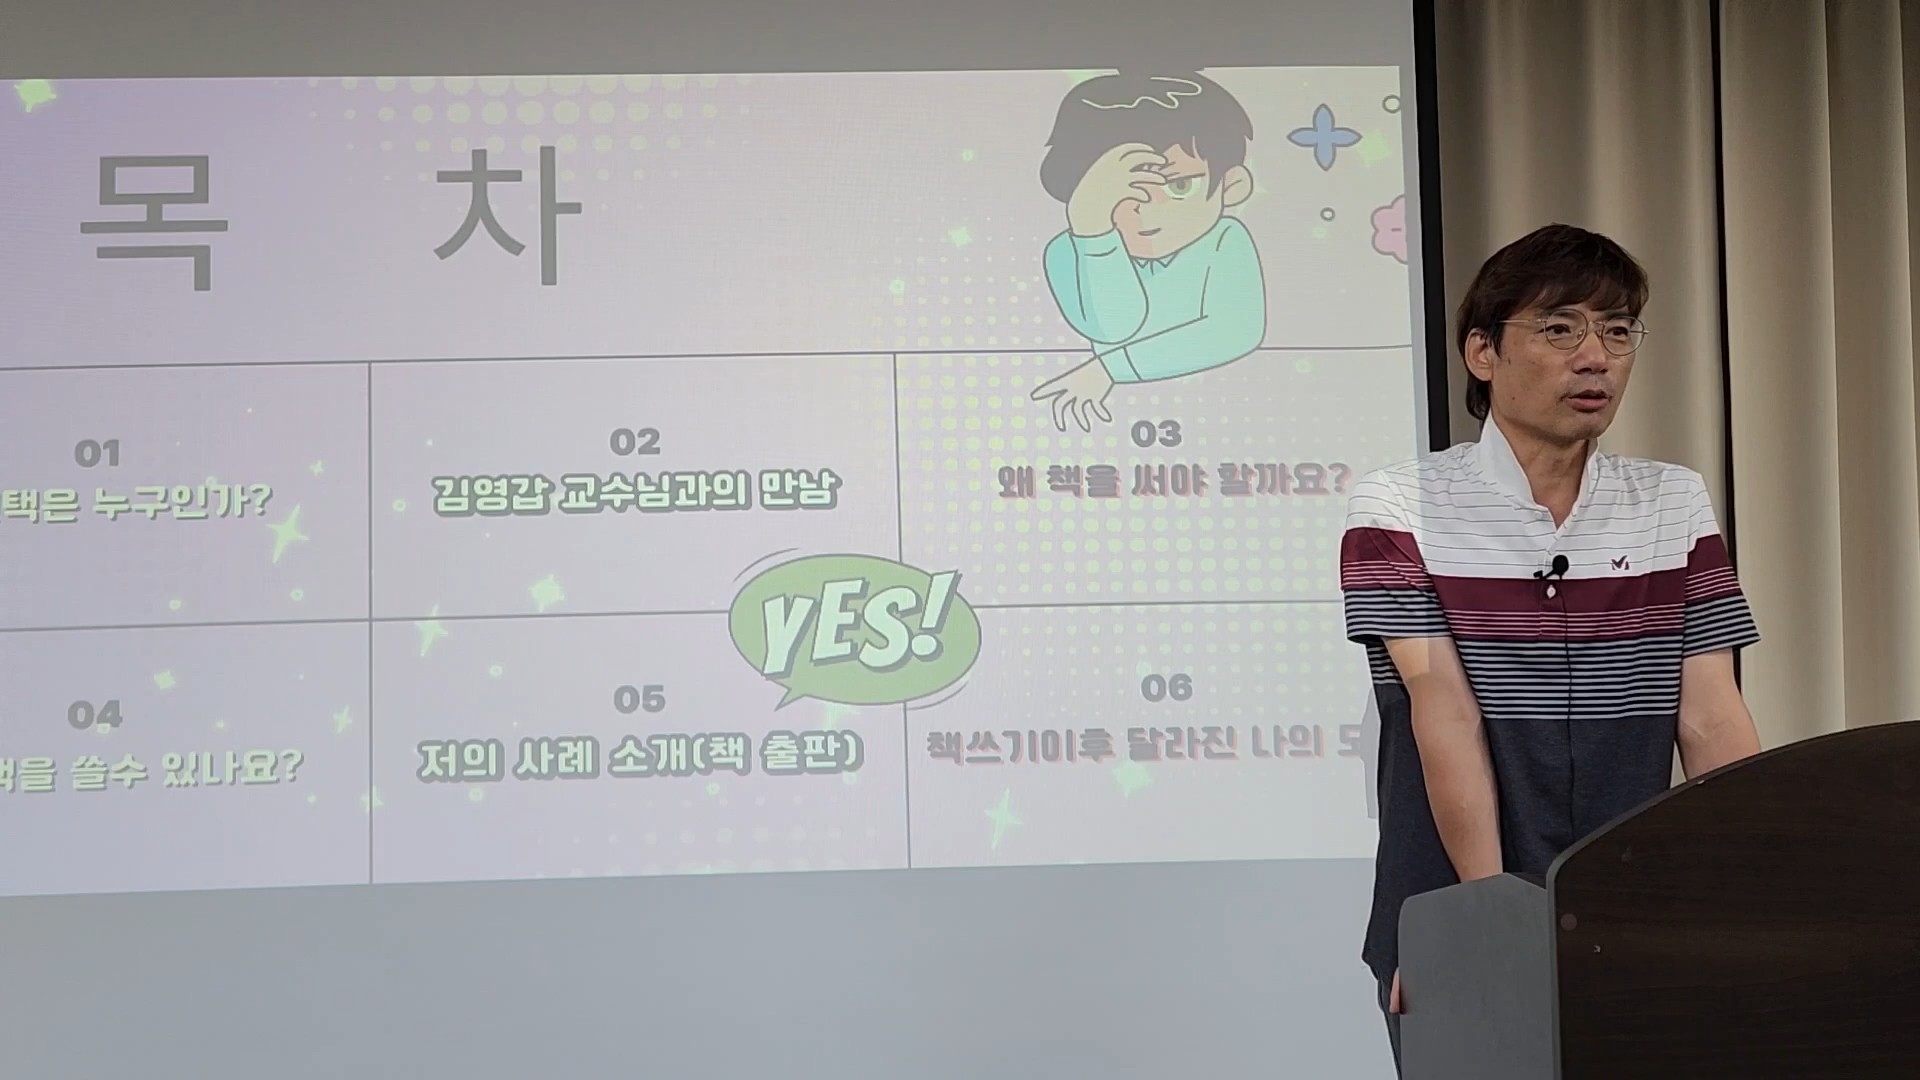 목 차
01
택은 누구인가?
02
김영갑 교수님과의 만남
03
왜 책을 써야 할까요?
YES!
04
책을 쓸수 있나요?
05
저의 사례 소개(책 출판)
06
책쓰기이후 달라진 나의